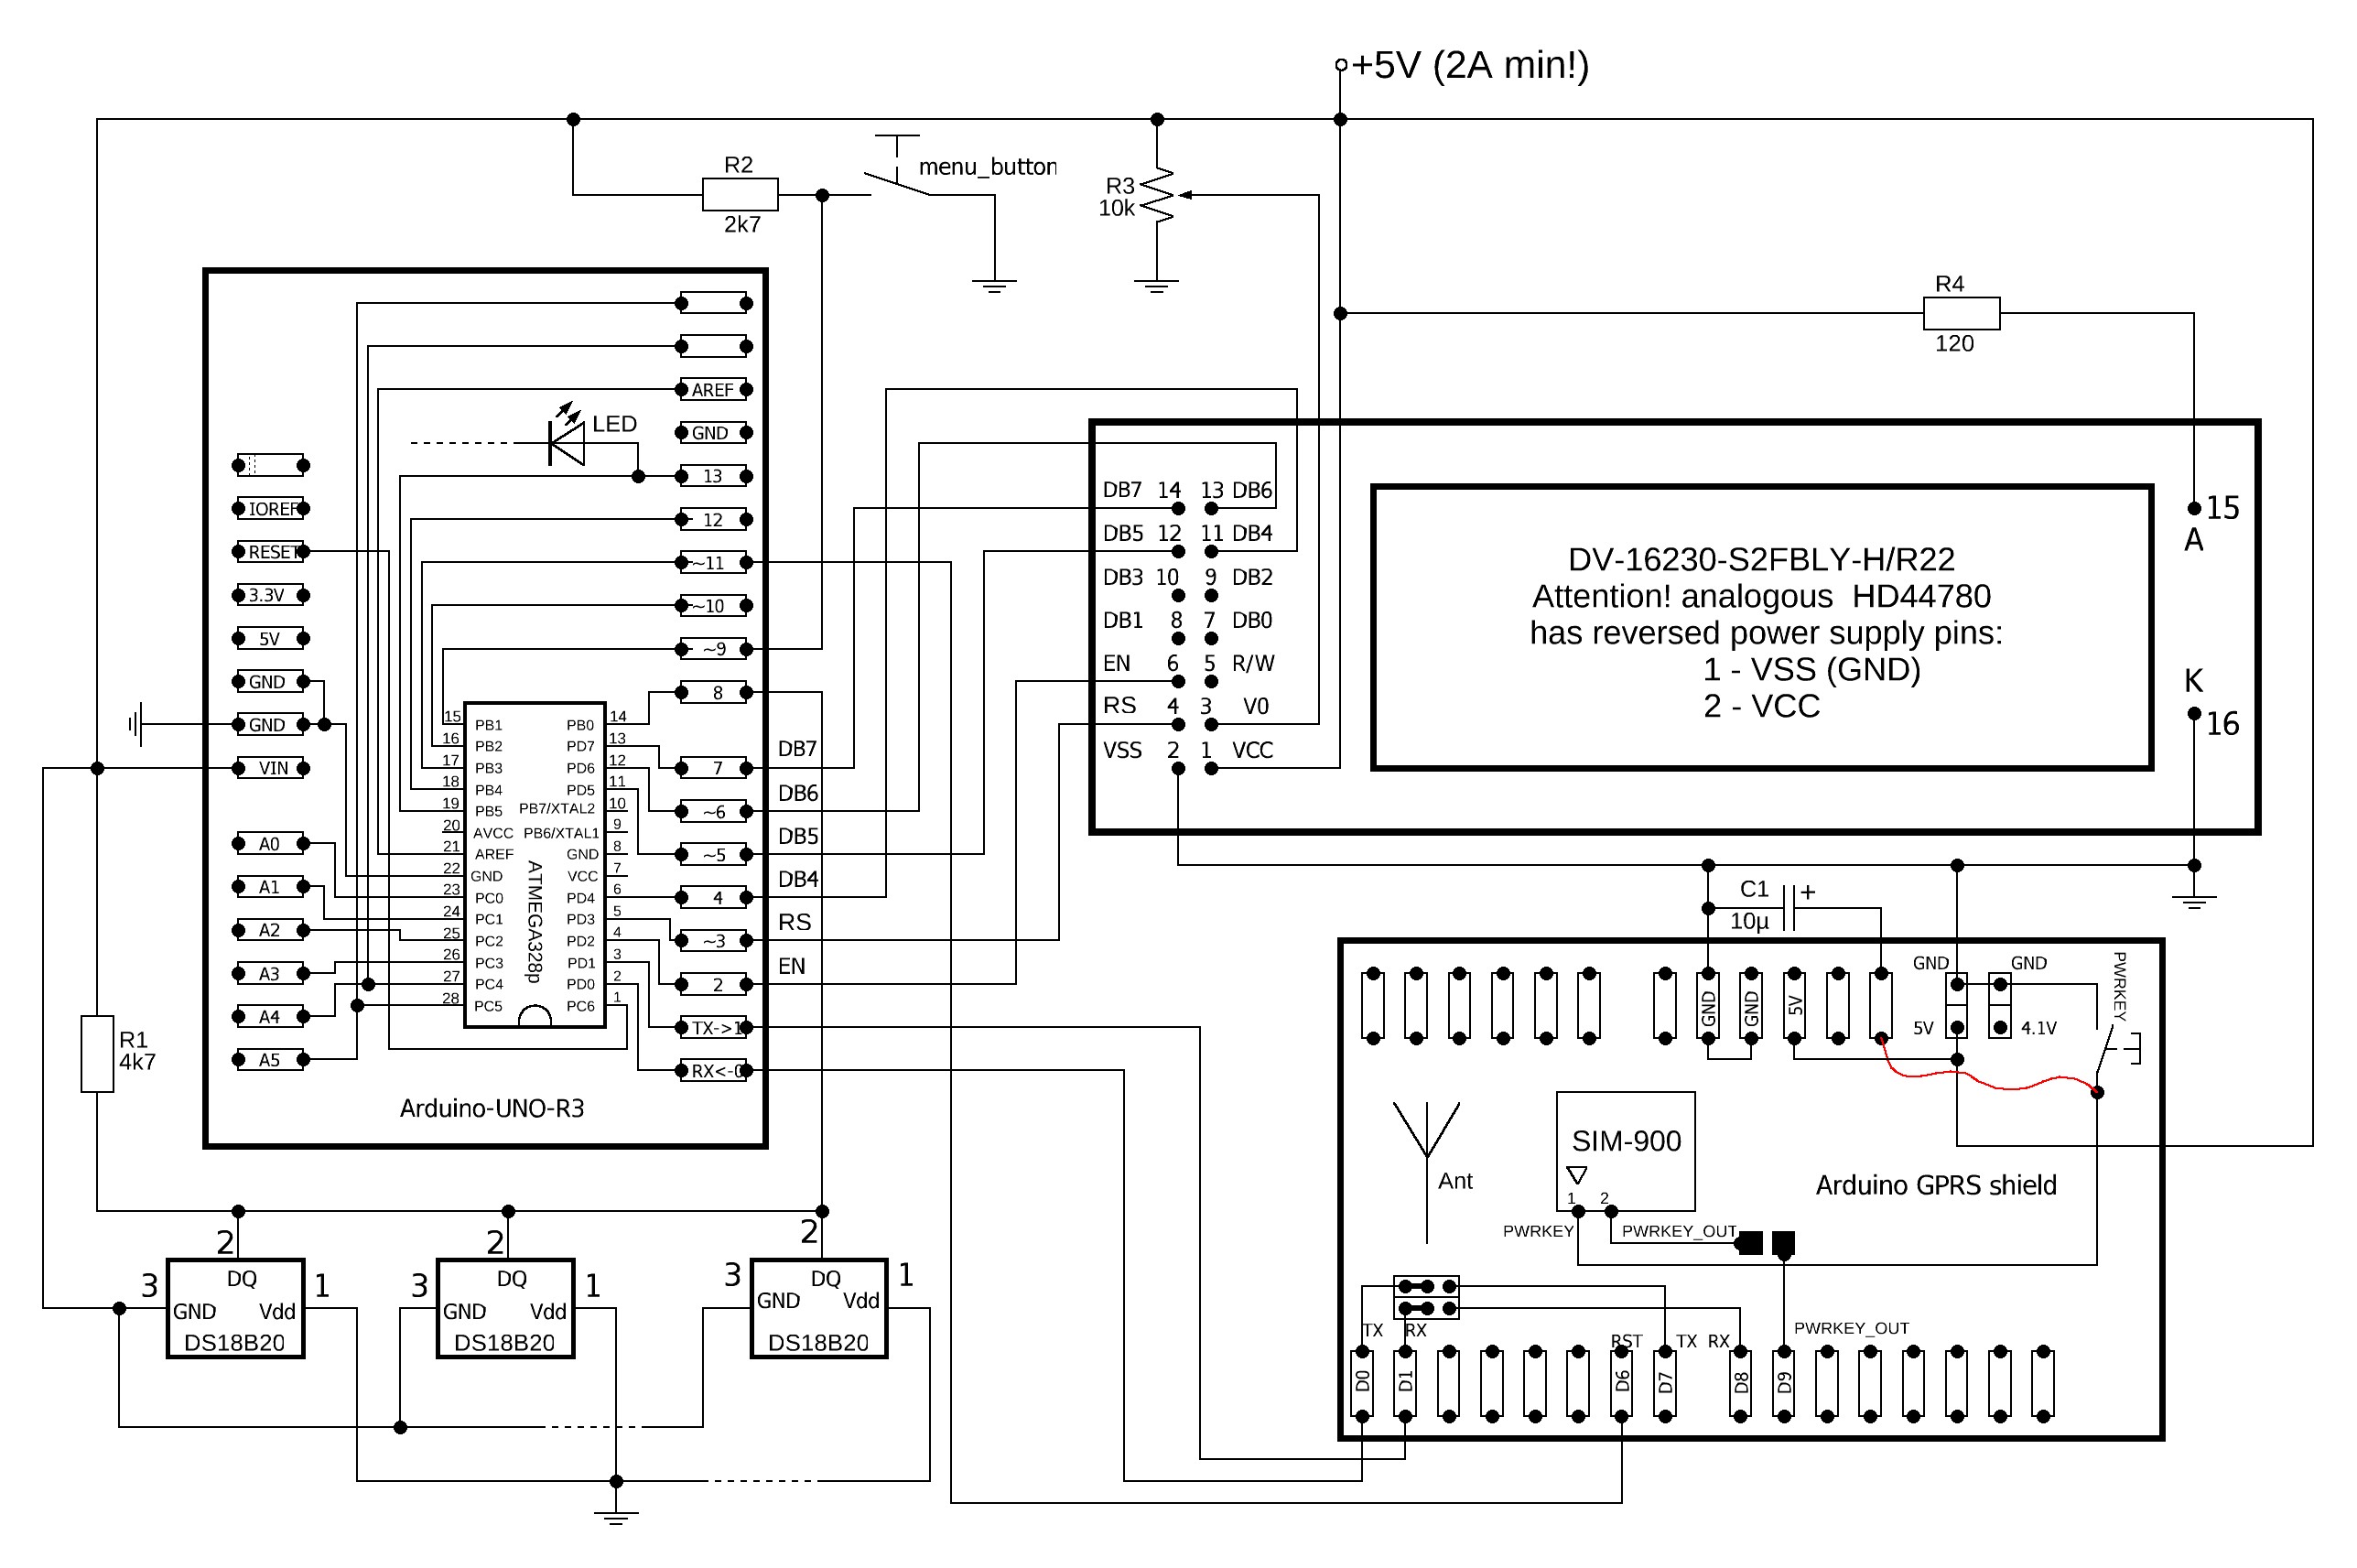 +5V (2A min!)
R2
2k7
menu_button
R3
10k
R4
120
LED
AREF
GND
13
12
~11
~10
~9
8
7
~6
~5
4
~3
2
TX->1
RX<-0
IOREF
RESET
3.3V
5V
GND
GND
VIN
A0
A1
A2
A3
A4
A5
15 PB1
16 PB2
17 PB3
18 PB4
19 PB5
20 AVCC
21 AREF
22 GND
23 PC0
24 PC1
25 PC2
26 PC3
27 PC4
28 PC5
PB0 14
PD7 13
PD6 12
PD5 11
PB7/XTAL2 10
PB6/XTAL1 9
GND 8
VCC 7
PD4 6
PD3 5
PD2 4
PD1 3
PD0 2
PC6 1
ATMEGA328p
Arduino-UNO-R3
DB7
DB6
DB5
DB4
RS
EN
DB7 14 13 DB6
DB5 12 11 DB4
DB3 10 9 DB2
DB1 8 7 DB0
EN 6 5 R/W
RS 4 3 V0
VSS 2 1 VCC
DV-16230-S2FBLY-H/R22
Attention! analogous HD44780
has reversed power supply pins:
1 - VSS (GND)
2 - VCC
15
A
K
16
C1
+
10µ
GND
GND
5V
GND
GND
5V
4.1V
PWRKEY
SIM-900
1 2
Ant
Arduino GPRS shield
PWRKEY
PWRKEY_OUT
TX RX
RST
TX RX
PWRKEY_OUT
D0
D1
D6
D7
D8
D9
R1
4k7
2
3
1
DQ
GND Vdd
DS18B20
2
3
1
DQ
GND Vdd
DS18B20
2
3
1
DQ
GND Vdd
DS18B20